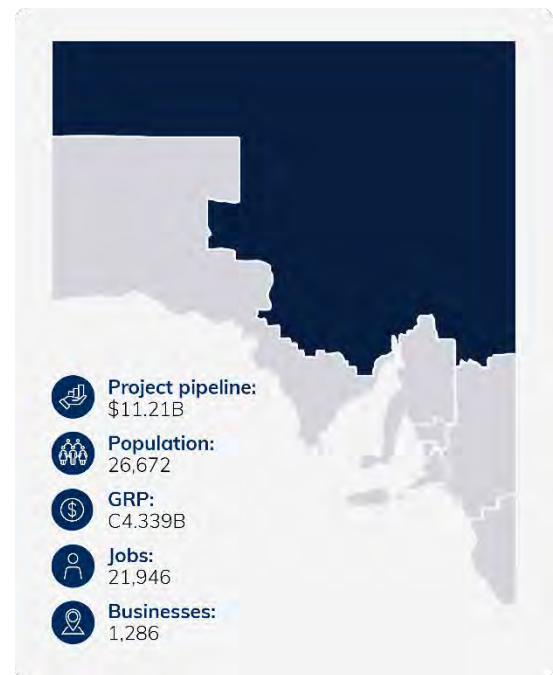 Project pipeline:
$11.21B
Population:
26,672
GRP:
C4.339B
Jobs:
21,946
Businesses:
1,286